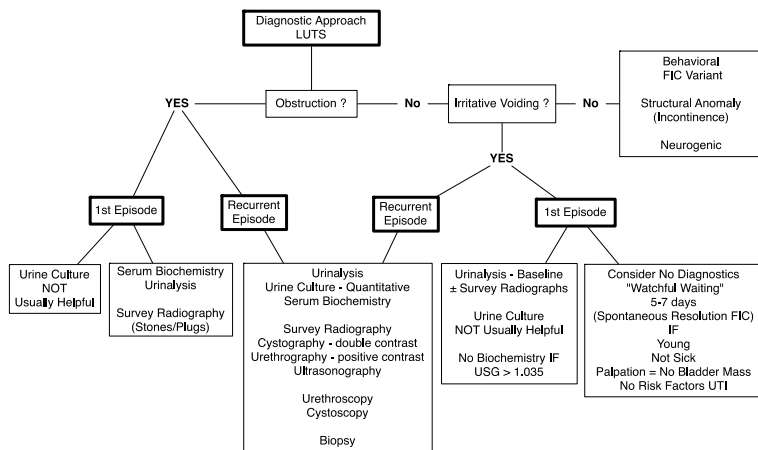 Diagnostic Approach
LUTS
Obstruction ?
No
Irritative Voiding ?
No
Behavioral
FIC Variant
Structural Anomaly
(Incontinence)
Neurogenic
YES
YES
1st Episode
Recurrent
Episode
Recurrent
Episode
1st Episode
Urine Culture
NOT
Usually Helpful
Serum Biochemistry
Urinalysis
Survey Radiography
(Stones/Plugs)
Urinalysis
Urine Culture - Quantitative
Serum Biochemistry
Survey Radiography
Cystography - double contrast
Urethrography - positive contrast
Ultrasonography
Urethroscopy
Cystoscopy
Biopsy
Urinalysis - Baseline
± Survey Radiographs
Urine Culture
NOT Usually Helpful
No Biochemistry IF
USG > 1.035
Consider No Diagnostics
"Watchful Waiting"
5-7 days
(Spontaneous Resolution FIC)
IF
Young
Not Sick
Palpation = No Bladder Mass
No Risk Factors UTI